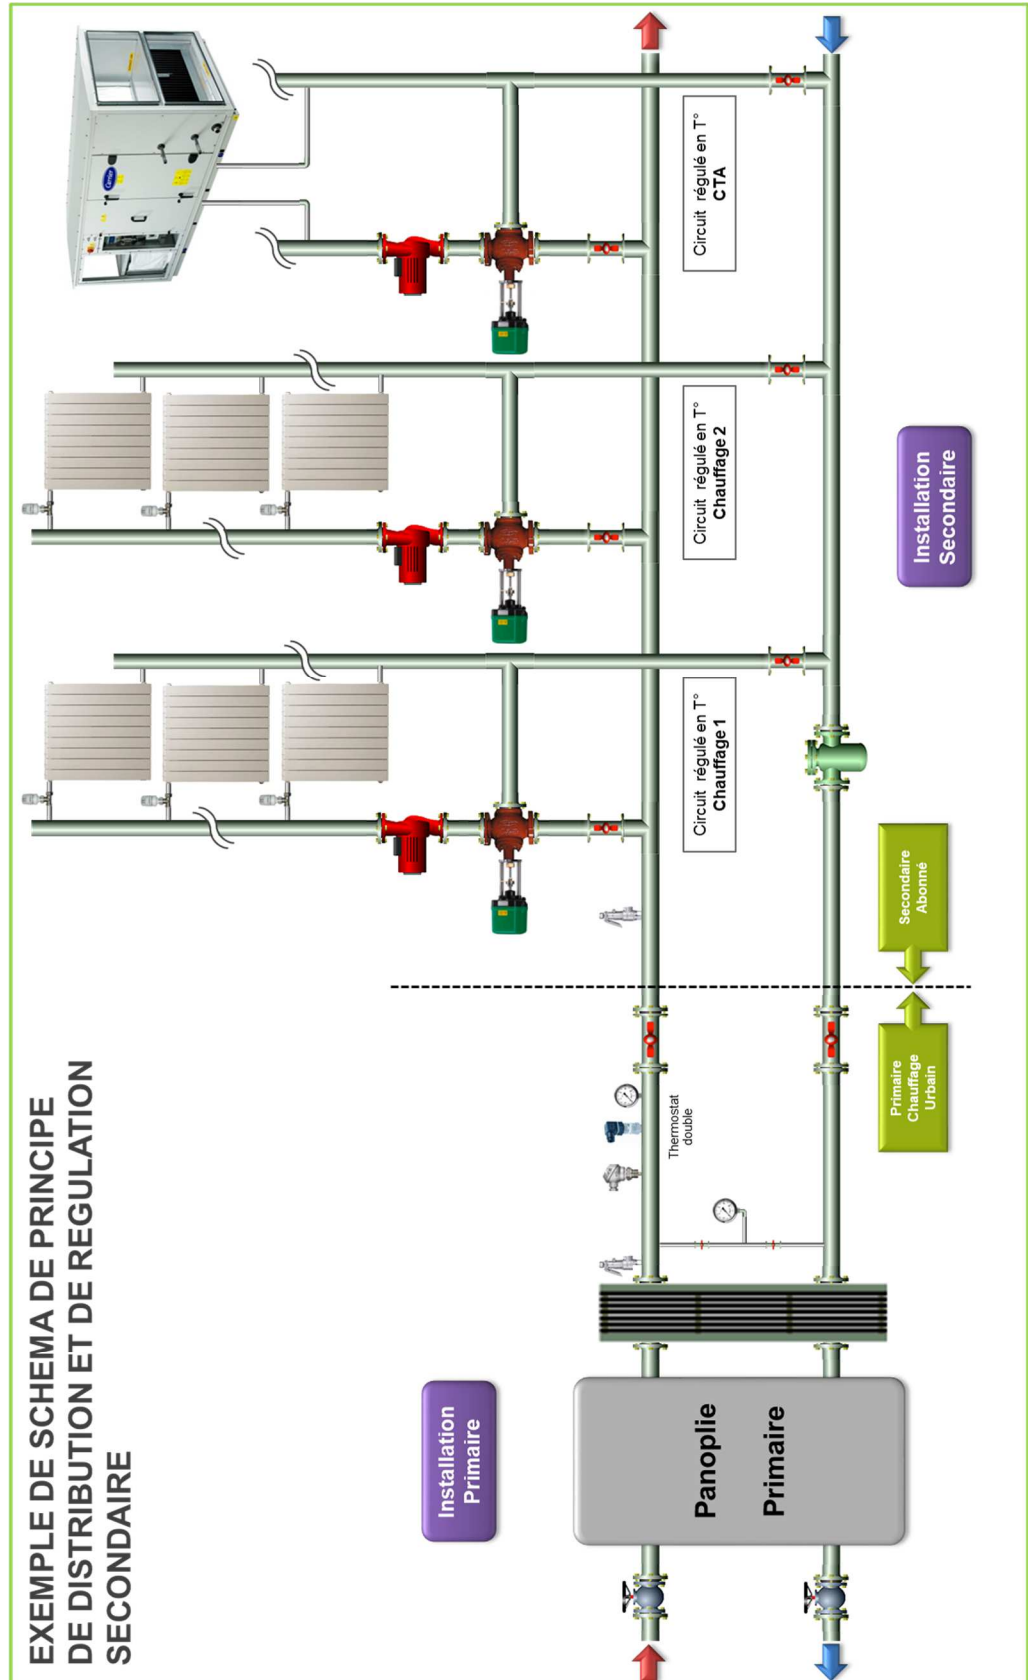 EXEMPLE DE SCHEMA DE PRINCIPE
DE DISTRIBUTION ET DE REGULATION
SECONDAIRE
Installation
Primaire
Panoplie
Primaire
Thermostat
double
Primaire
Chauffage
Urbain
Secondaire
Abonné
Circuit régulé en T°
Chauffage 1
Circuit régulé en T°
Chauffage 2
Circuit régulé en T°
CTA
Installation
Secondaire
Carrier